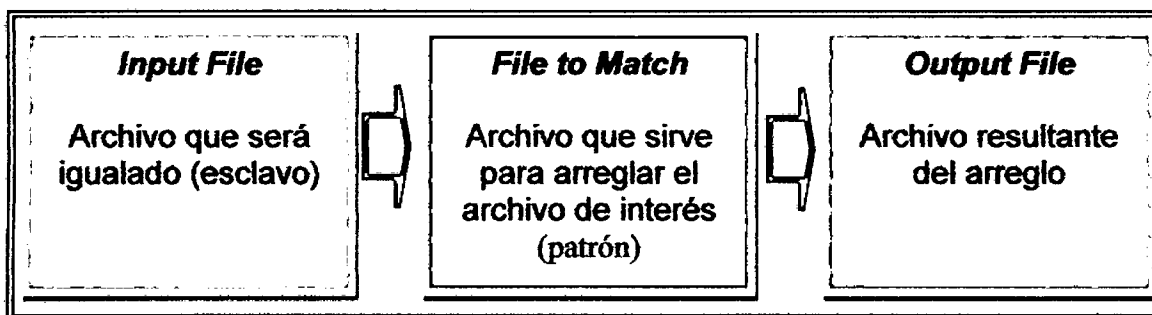 Input File
Archivo que será
igualado (esclavo)
File to Match
Archivo que sirve
para arreglar el
archivo de interés
(patrón)
Output File
Archivo resultante
del arreglo